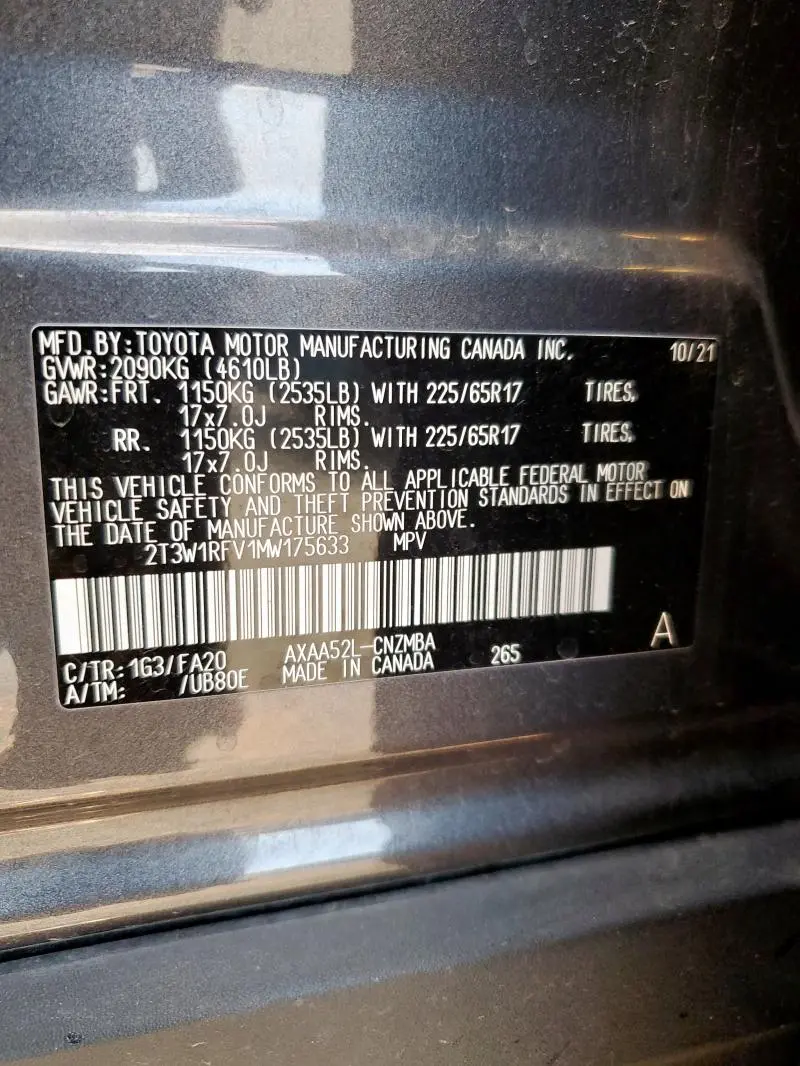 MFD.BY:TOYOTA MOTOR MANUFACTURING CANADA INC. 10/21
GVWR:2090KG (4610LB)
GAWR:FRT. 1150KG (2535LB) WITH 225/65R17 TIRES,
17x7.0J RIMS.
RR. 1150KG (2535LB) WITH 225/65R17 TIRES,
17x7.0J RIMS.
THIS VEHICLE CONFORMS TO ALL APPLICABLE FEDERAL MOTOR
VEHICLE SAFETY AND THEFT PREVENTION STANDARDS IN EFFECT ON
THE DATE OF MANUFACTURE SHOWN ABOVE.
2T3W1RFV1MW175633 MPV
A
C/TR:1G3/FA20 AXAA52L-CNZMBA 265
A/TM: /UB80E MADE IN CANADA